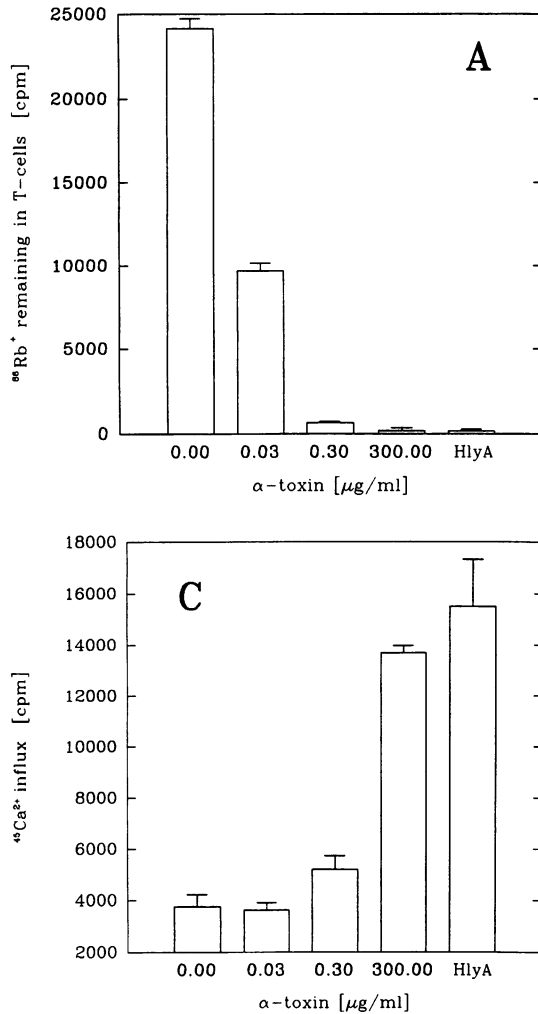 A
25000
20000
15000
10000
5000
0
⁸⁶Rb⁺ remaining in T-cells [cpm]
0.00 0.03 0.30 300.00 HlyA
α-toxin [μg/ml]
C
18000
16000
14000
12000
10000
8000
6000
4000
2000
⁴⁵Ca²⁺ influx [cpm]
0.00 0.03 0.30 300.00 HlyA
α-toxin [μg/ml]